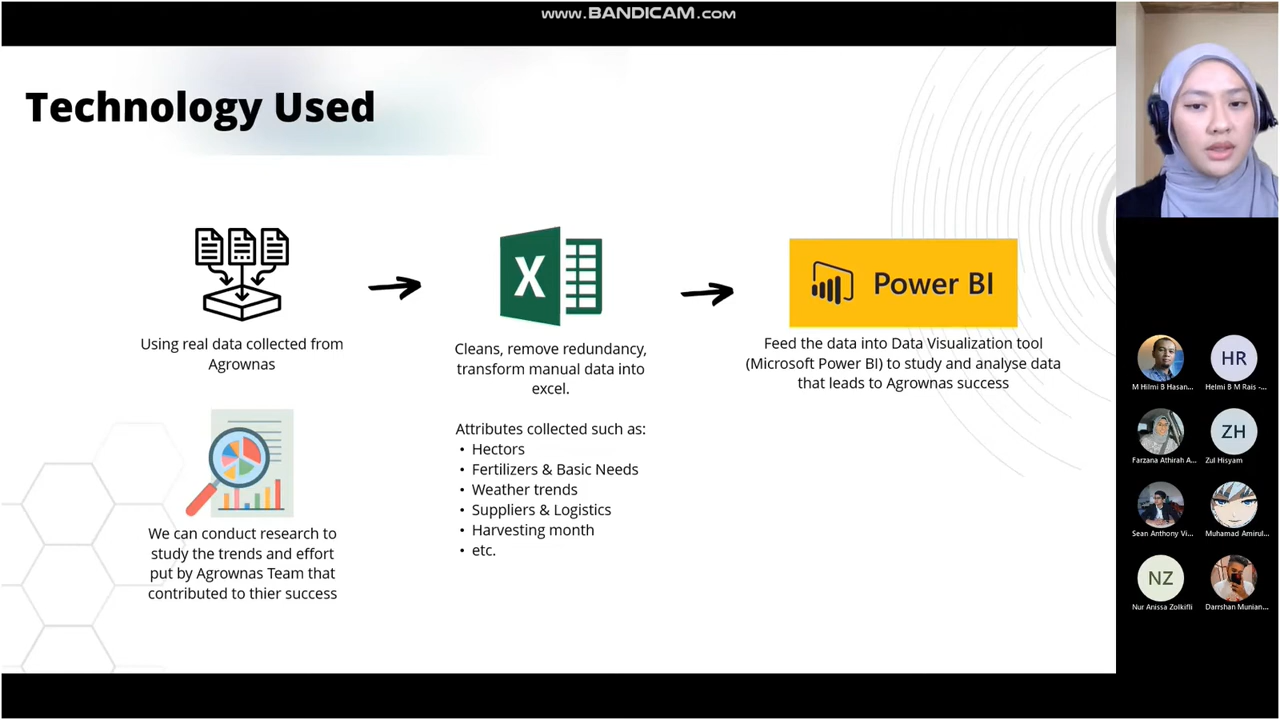 WWW.BANDICAM.COM
Technology Used
Using real data collected from
Agrownas
X
Cleans, remove redundancy,
transform manual data into
excel.
Power BI
Feed the data into Data Visualization tool
(Microsoft Power BI) to study and analyse data
that leads to Agrownas success
We can conduct research to
study the trends and effort
put by Agrownas Team that
contributed to thier success
Attributes collected such as:
• Hectors
• Fertilizers & Basic Needs
• Weather trends
• Suppliers & Logistics
• Harvesting month
• etc.
M Hilmi B Hasan...
HR
Helmi B M Rais -...
Farzana Athirah A...
ZH
Zul Hisyam
Sean Anthony Vi...
Muhamad Amirul...
NZ
Nur Anissa Zolkifli
Darrshan Munian...